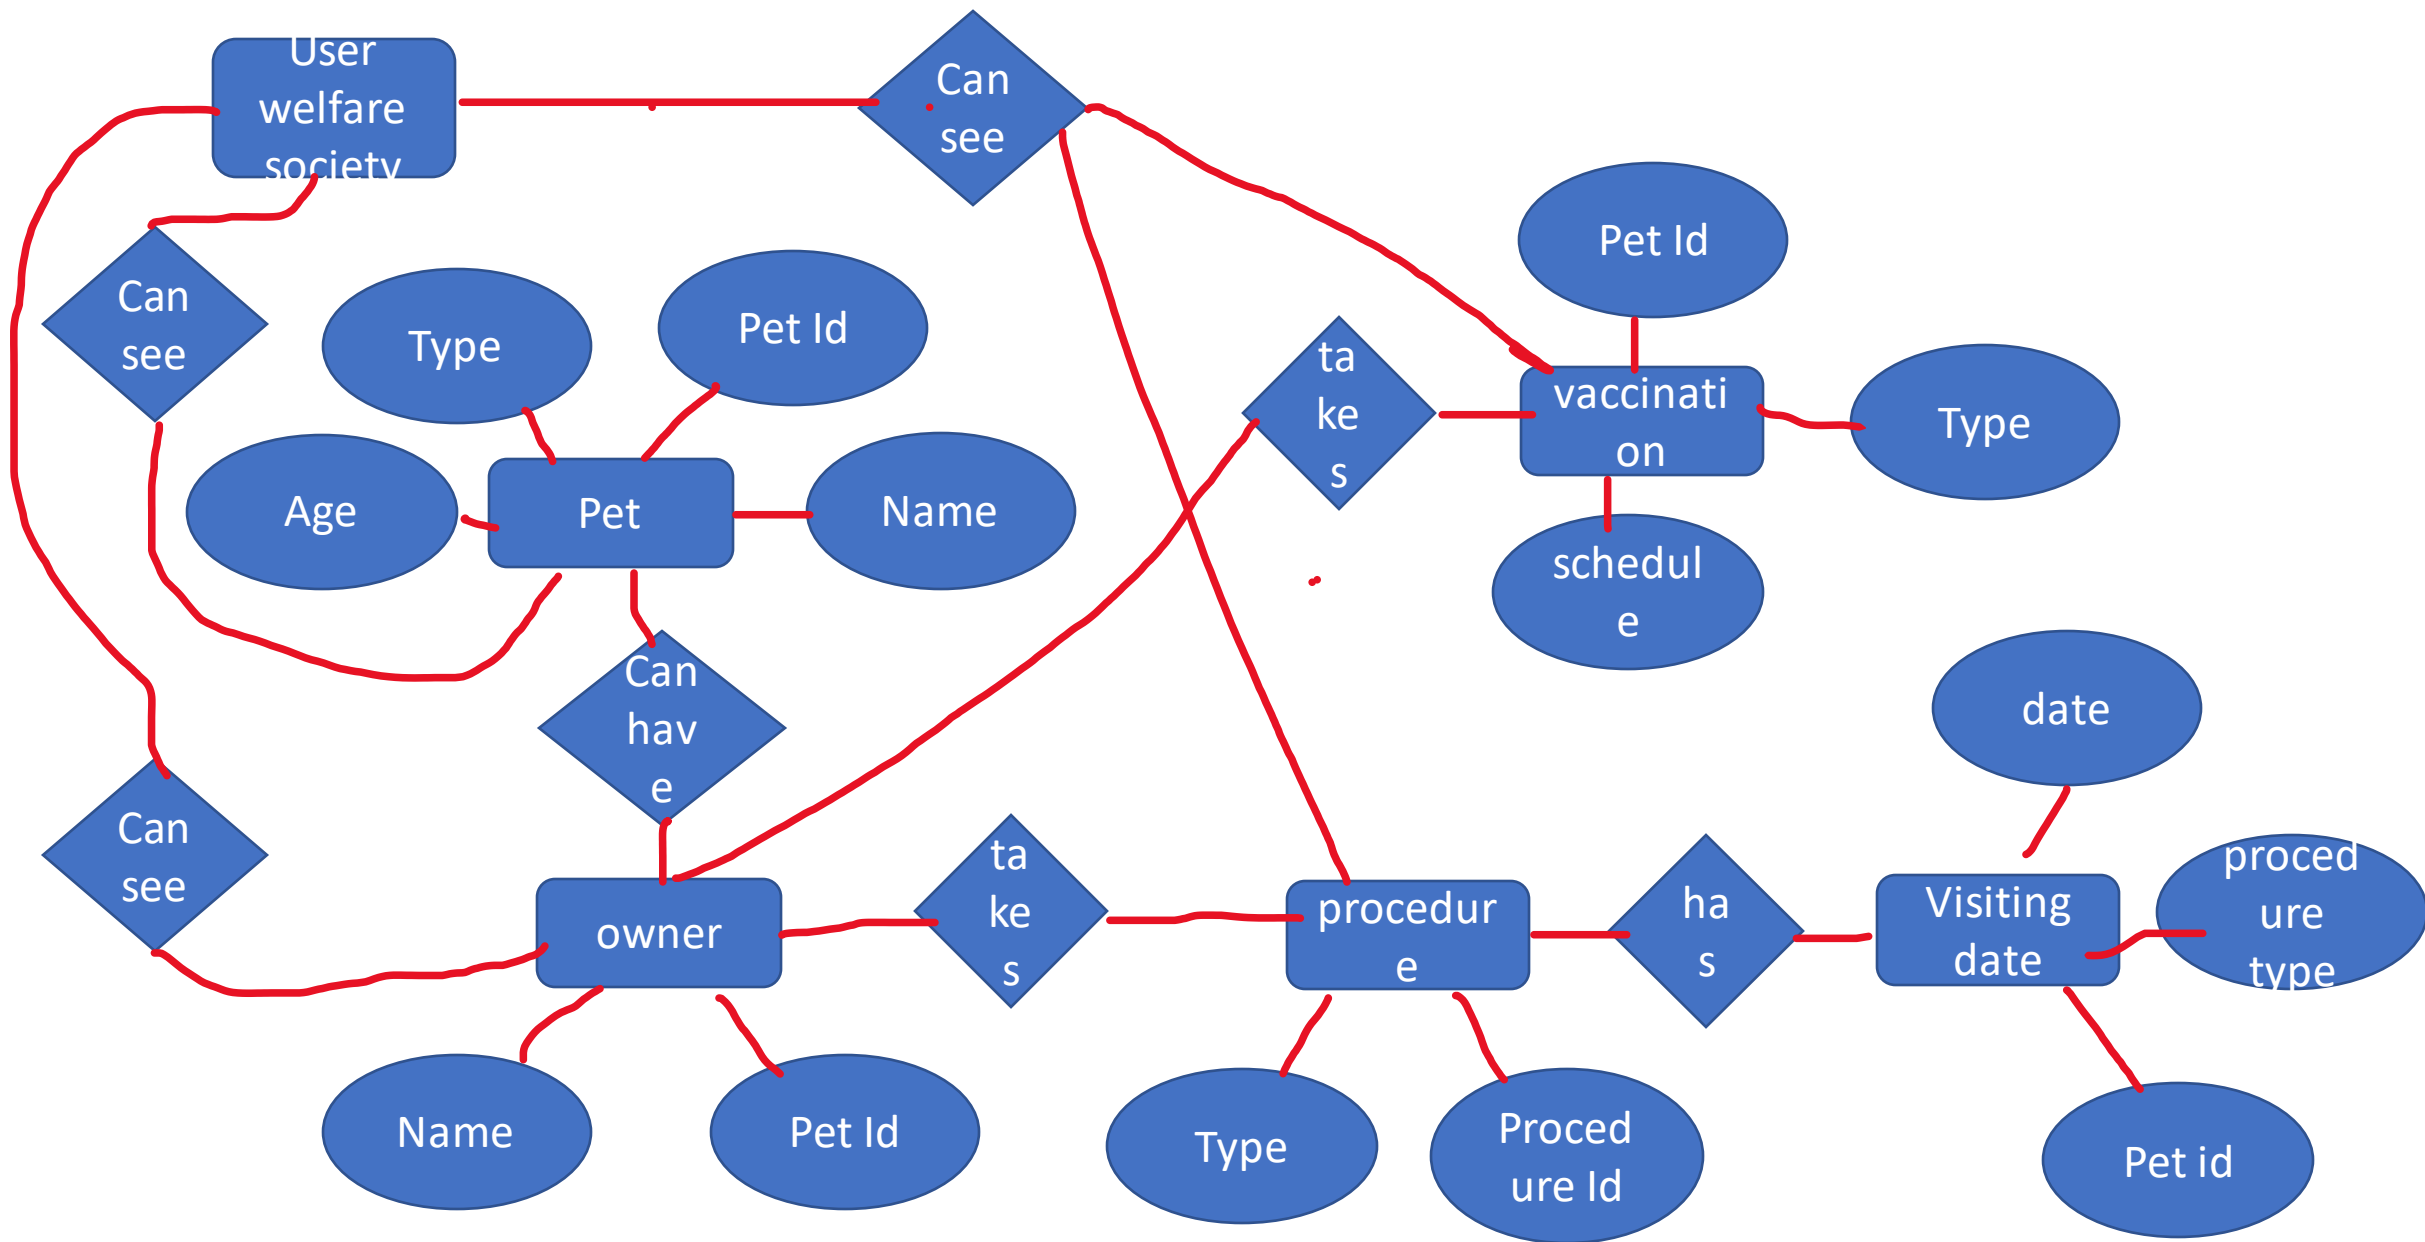 User
welfare
society
Can
see
Can
see
Type
Pet Id
Age
Pet
Name
Can
hav
e
Can
see
owner
Name
Pet Id
ta
ke
s
Pet Id
vaccinati
on
Type
schedul
e
ta
ke
s
procedur
e
Type
Proced
ure Id
ha
s
date
Visiting
date
proced
ure
type
Pet id